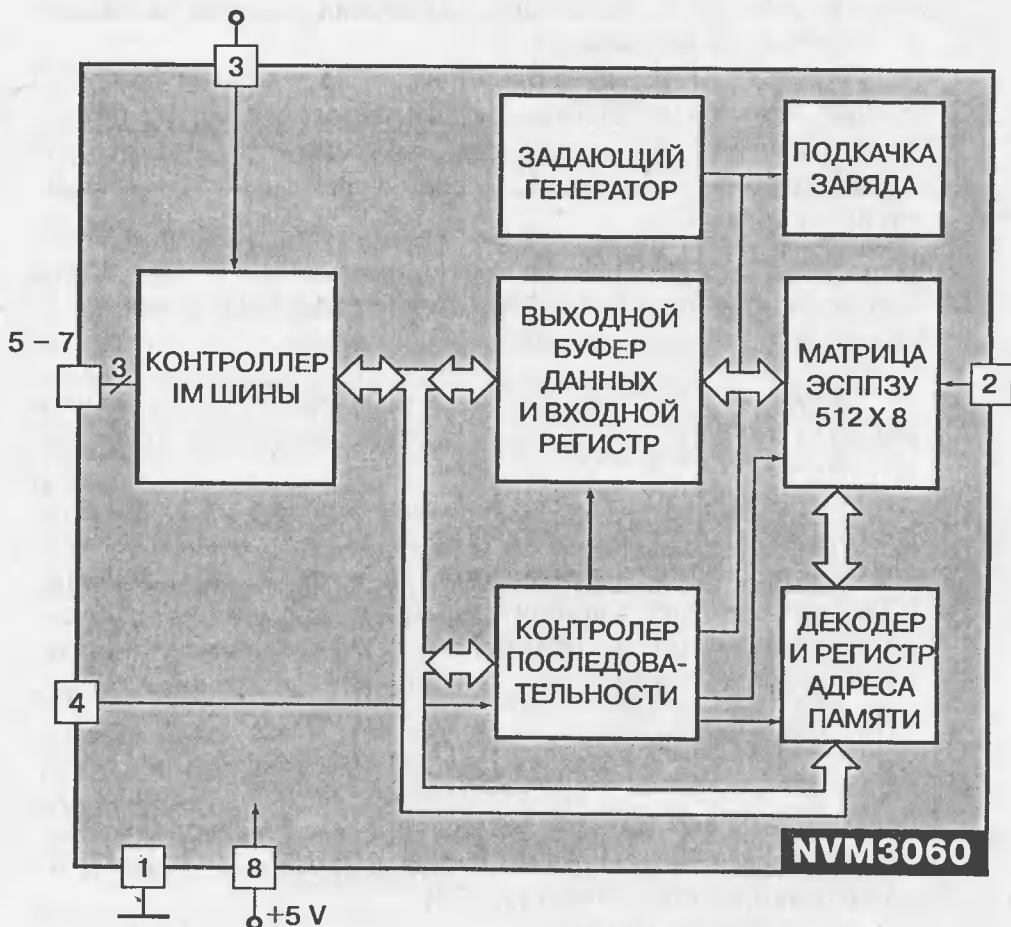 3
ЗАДАЮЩИЙ
ГЕНЕРАТОР
ПОДКАЧКА
ЗАРЯДА
5 – 7
3
КОНТРОЛЛЕР
IM ШИНЫ
ВЫХОДНОЙ
БУФЕР
ДАННЫХ
И ВХОДНОЙ
РЕГИСТР
МАТРИЦА
ЭСППЗУ
512 X 8
2
4
КОНТРОЛЕР
ПОСЛЕДОВА-
ТЕЛЬНОСТИ
ДЕКОДЕР
И РЕГИСТР
АДРЕСА
ПАМЯТИ
NVM3060
1
8
+5 V